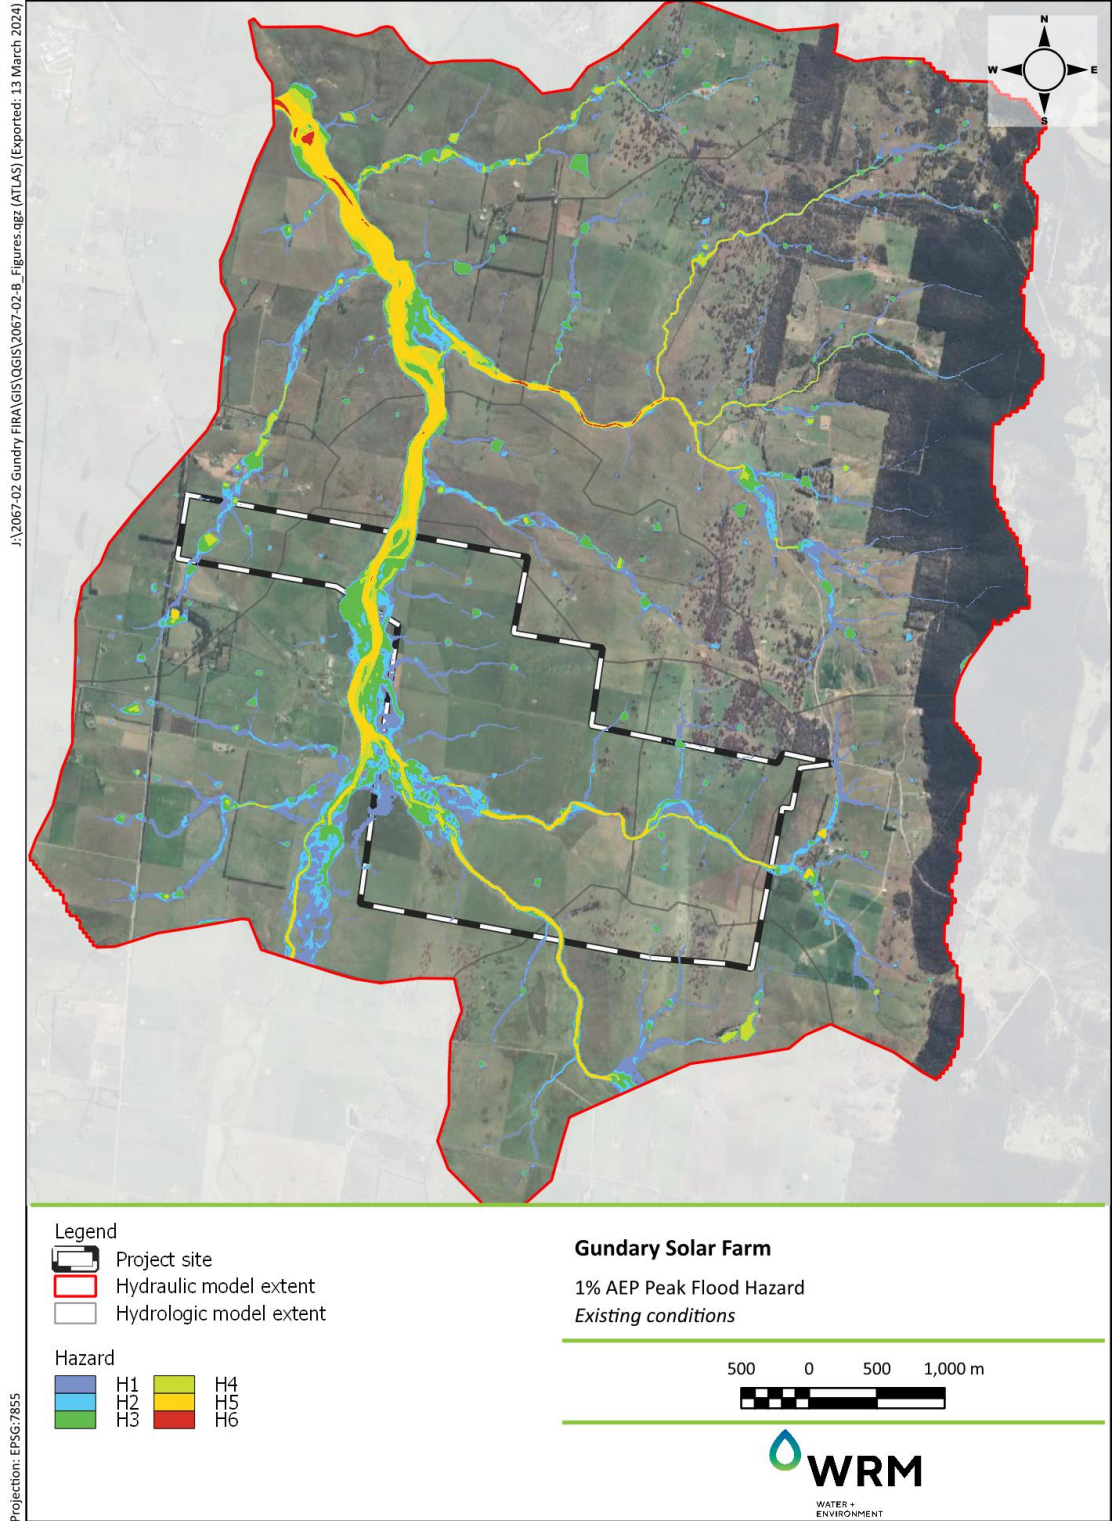 J:\2067-02 Gundry FIRA\GIS\QGIS\2067-02-B_Figures.qgz (ATLAS) (Exported: 13 March 2024)
N
W E
S
Projection: EPSG:7855
Legend
Project site
Hydraulic model extent
Hydrologic model extent
Hazard
H1 H4
H2 H5
H3 H6
Gundary Solar Farm
1% AEP Peak Flood Hazard
Existing conditions
500 0 500 1,000 m
WRM
WATER +
ENVIRONMENT